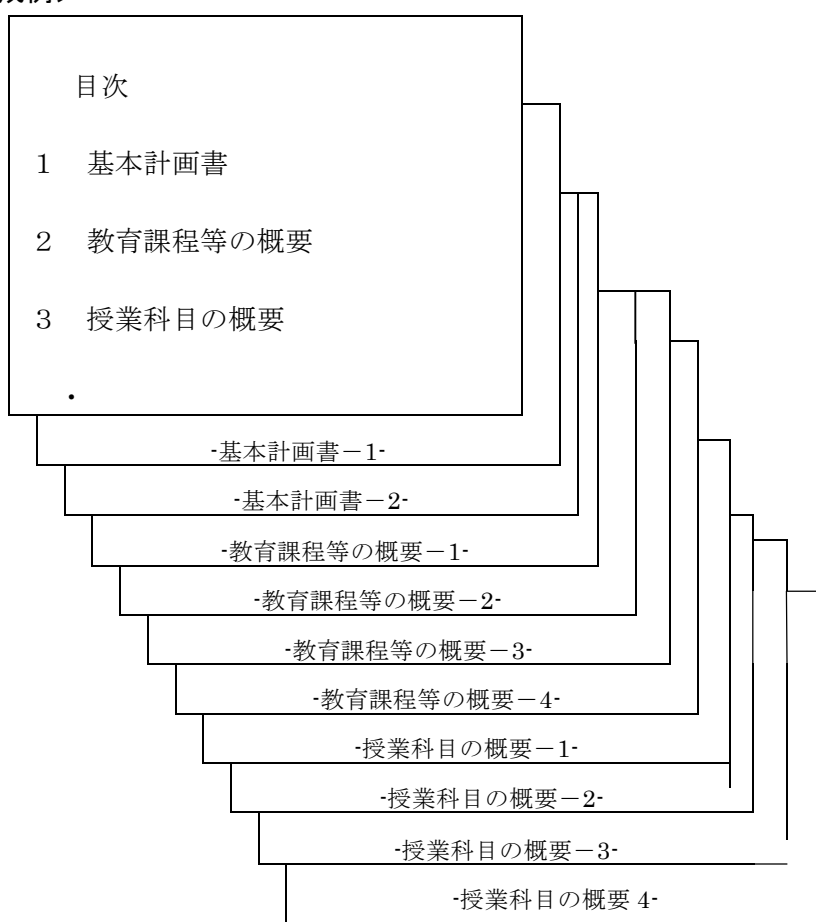 目次
１　基本計画書
２　教育課程等の概要
３　授業科目の概要
・
-基本計画書－1-
-基本計画書－2-
-教育課程等の概要－1-
-教育課程等の概要－2-
-教育課程等の概要－3-
-教育課程等の概要－4-
-授業科目の概要－1-
-授業科目の概要－2-
-授業科目の概要－3-
-授業科目の概要 4-